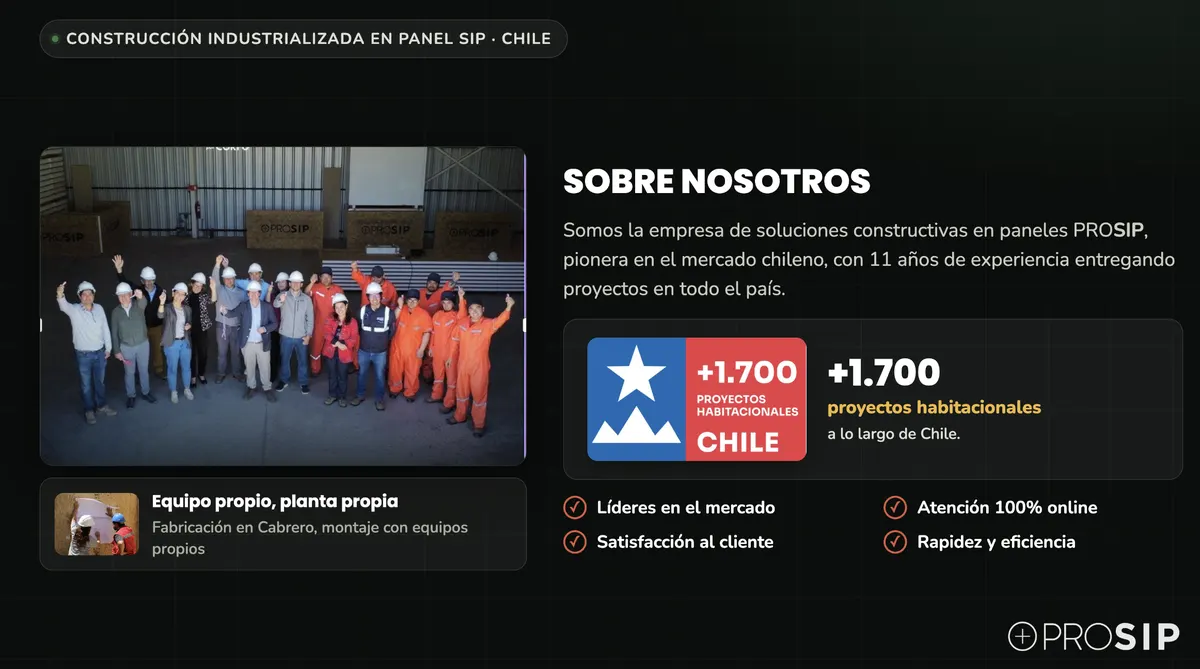 CONSTRUCCIÓN INDUSTRIALIZADA EN PANEL SIP · CHILE
PROSIP
PROSIP
PROSIP
PROSIP
Equipo propio, planta propia
Fabricación en Cabrero, montaje con equipos
propios
SOBRE NOSOTROS
Somos la empresa de soluciones constructivas en paneles PROSIP,
pionera en el mercado chileno, con 11 años de experiencia entregando
proyectos en todo el país.
+1.700
PROYECTOS
HABITACIONALES
CHILE
+1.700
proyectos habitacionales
a lo largo de Chile.
Líderes en el mercado
Atención 100% online
Satisfacción al cliente
Rapidez y eficiencia
PROSIP